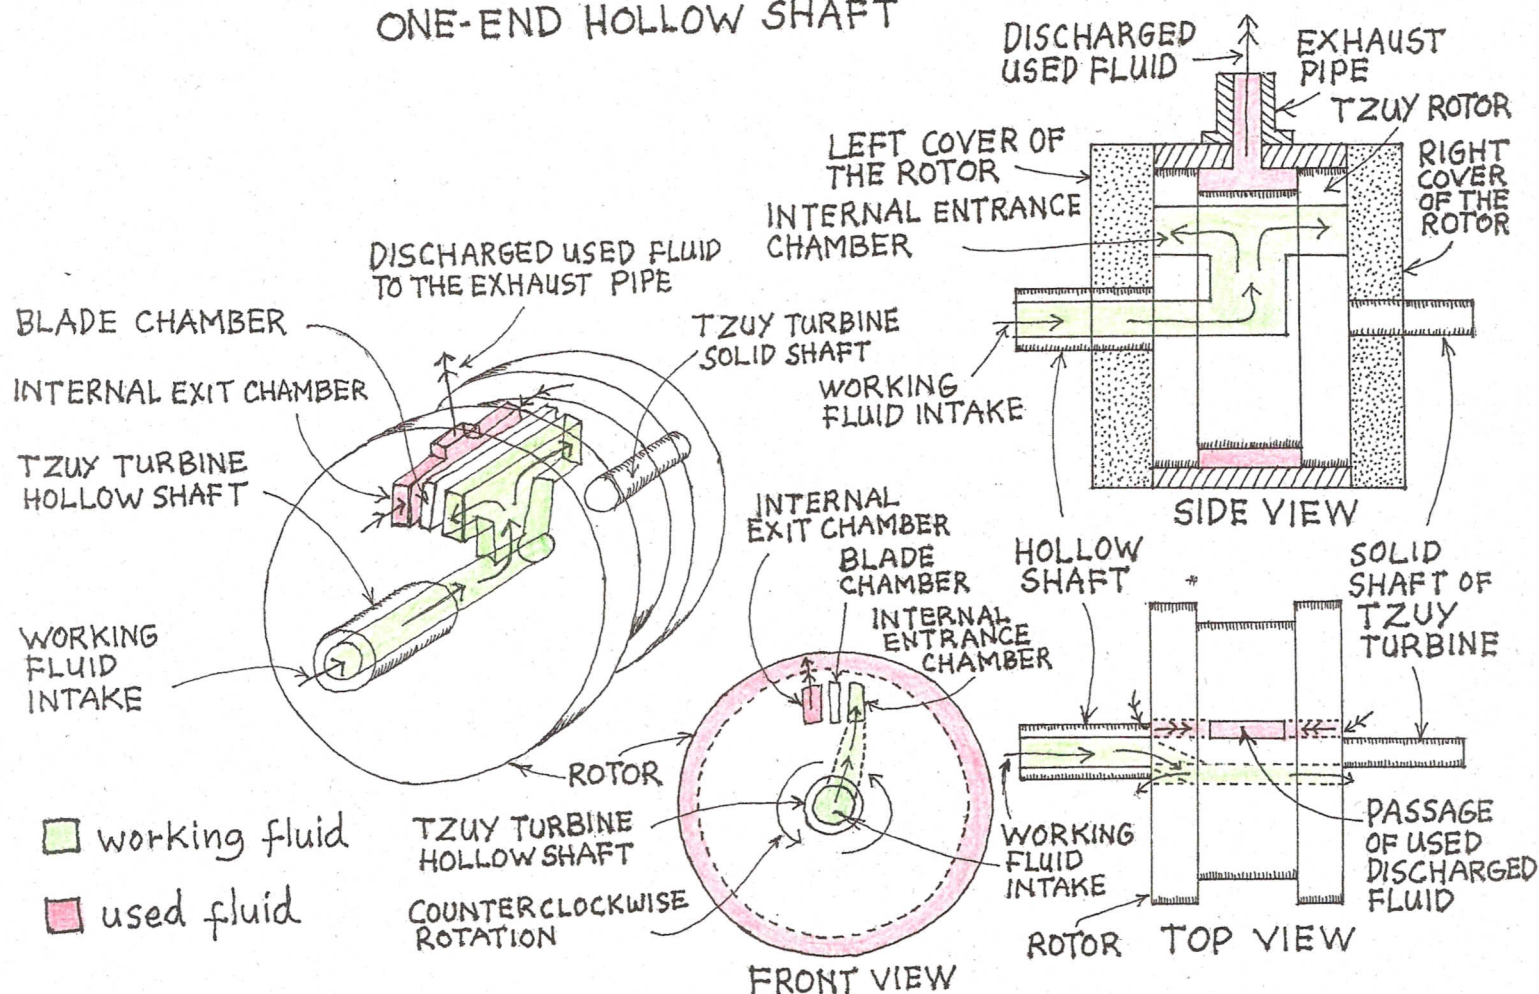 ONE-END HOLLOW SHAFT
DISCHARGED USED FLUID
TO THE EXHAUST PIPE
BLADE CHAMBER
INTERNAL EXIT CHAMBER
TZUY TURBINE
HOLLOW SHAFT
WORKING
FLUID
INTAKE
TZUY TURBINE
SOLID SHAFT
ROTOR
working fluid
used fluid
DISCHARGED
USED FLUID
EXHAUST
PIPE
TZUY ROTOR
LEFT COVER OF
THE ROTOR
RIGHT
COVER
OF THE
ROTOR
INTERNAL ENTRANCE
CHAMBER
WORKING
FLUID INTAKE
SIDE VIEW
INTERNAL
EXIT CHAMBER
BLADE
CHAMBER
INTERNAL
ENTRANCE
CHAMBER
TZUY TURBINE
HOLLOW SHAFT
COUNTERCLOCKWISE
ROTATION
WORKING
FLUID
INTAKE
FRONT VIEW
HOLLOW
SHAFT
SOLID
SHAFT OF
TZUY
TURBINE
PASSAGE
OF USED
DISCHARGED
FLUID
ROTOR
TOP VIEW